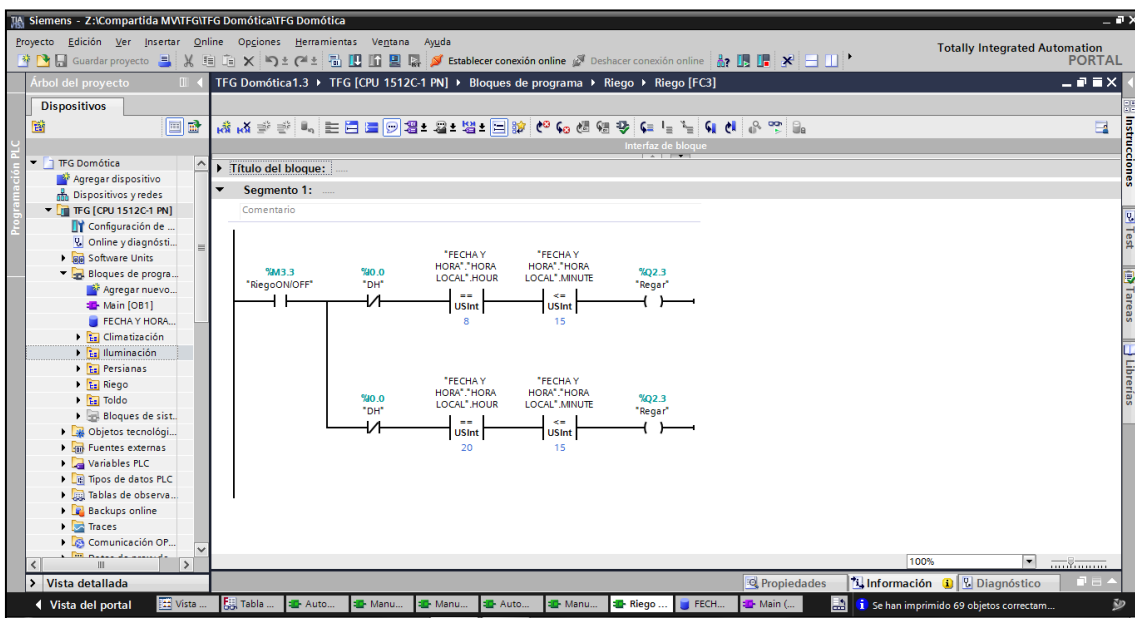 Siemens - Z:\Compartida MV\TFG\TFG Domótica\TFG Domótica
Proyecto Edición Ver Insertar Online Opciones Herramientas Ventana Ayuda
Totally Integrated Automation
PORTAL
Guardar proyecto
Establecer conexión online
Deshacer conexión online
Árbol del proyecto
TFG Domótica1.3 TFG [CPU 1512C-1 PN] Bloques de programa Riego Riego [FC3]
Dispositivos
Interfaz de bloque
Programación PLC
TFG Domótica
Agregar dispositivo
Dispositivos y redes
TFG [CPU 1512C-1 PN]
Configuración de ...
Online y diagnósti...
Software Units
Bloques de progra...
Agregar nuevo...
Main [OB1]
FECHA Y HORA...
Climatización
Iluminación
Persianas
Riego
Toldo
Bloques de sist...
Objetos tecnológi...
Fuentes externas
Variables PLC
Tipos de datos PLC
Tablas de observa...
Backups online
Traces
Comunicación OP...
Título del bloque: .....
Segmento 1: .....
Comentario
%M3.3
"RiegoON/OFF"
%I0.0
"DH"
"FECHA Y
HORA"."HORA
LOCAL".HOUR
==
USInt
8
"FECHA Y
HORA"."HORA
LOCAL".MINUTE
<=
USInt
15
%Q2.3
"Regar"
%I0.0
"DH"
"FECHA Y
HORA"."HORA
LOCAL".HOUR
==
USInt
20
"FECHA Y
HORA"."HORA
LOCAL".MINUTE
<=
USInt
15
%Q2.3
"Regar"
100%
Instrucciones
Test
Tareas
Librerías
Vista detallada
Propiedades
Información
Diagnóstico
Vista del portal
Vista ...
Tabla ...
Auto...
Manu...
Manu...
Auto...
Manu...
Riego ...
FECH...
Main (...
Se han imprimido 69 objetos correctam...